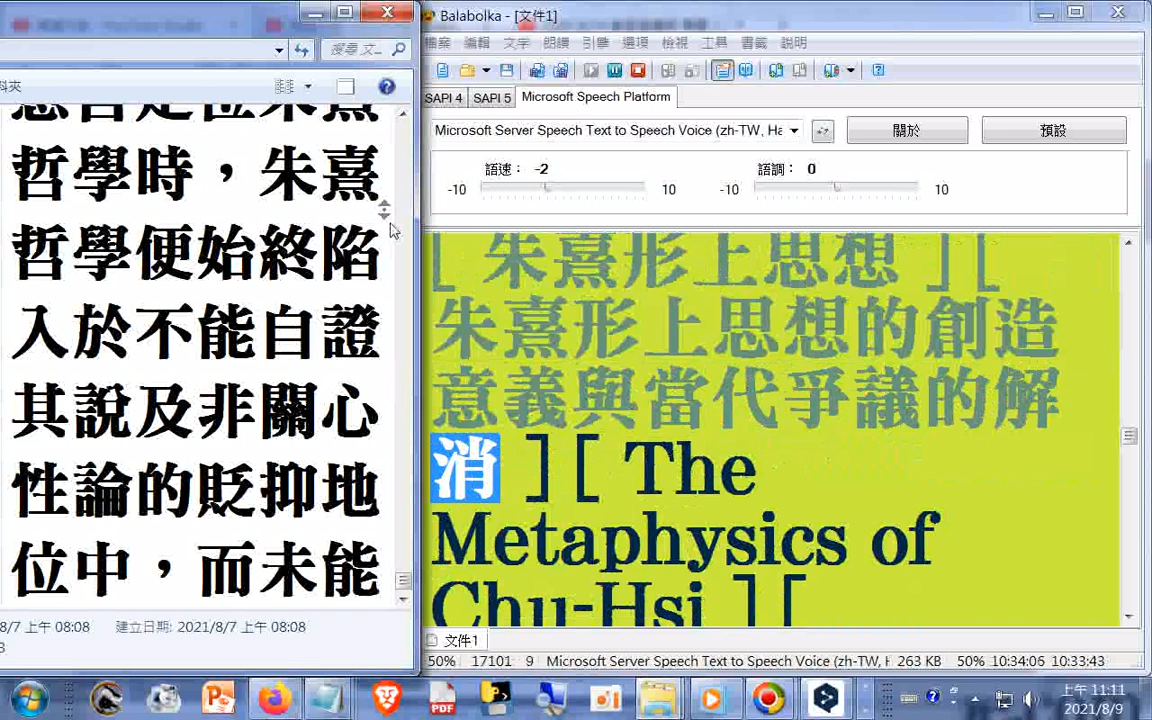 搜尋 文...
料夾
哲學時，朱熹
哲學便始終陷
入於不能自證
其說及非關心
性論的貶抑地
位中，而未能
8/7 上午 08:08 建立日期: 2021/8/7 上午 08:08
Balabolka - [文件1]
檔案 編輯 文字 朗讀 引擎 選項 檢視 工具 書籤 說明
SAPI 4 SAPI 5 Microsoft Speech Platform
Microsoft Server Speech Text to Speech Voice (zh-TW, Ha
關於 預設
語速： -2 語調： 0
-10 10 -10 10
[ 朱熹形上思想 ] [
朱熹形上思想的創造
意義與當代爭議的解
消 ] [ The
Metaphysics of
Chu-Hsi ] [
文件1
50% 17101 9 Microsoft Server Speech Text to Speech Voice (zh-TW, H 263 KB 50% 10:34:06 10:33:43
PDF
上午 11:11
2021/8/9